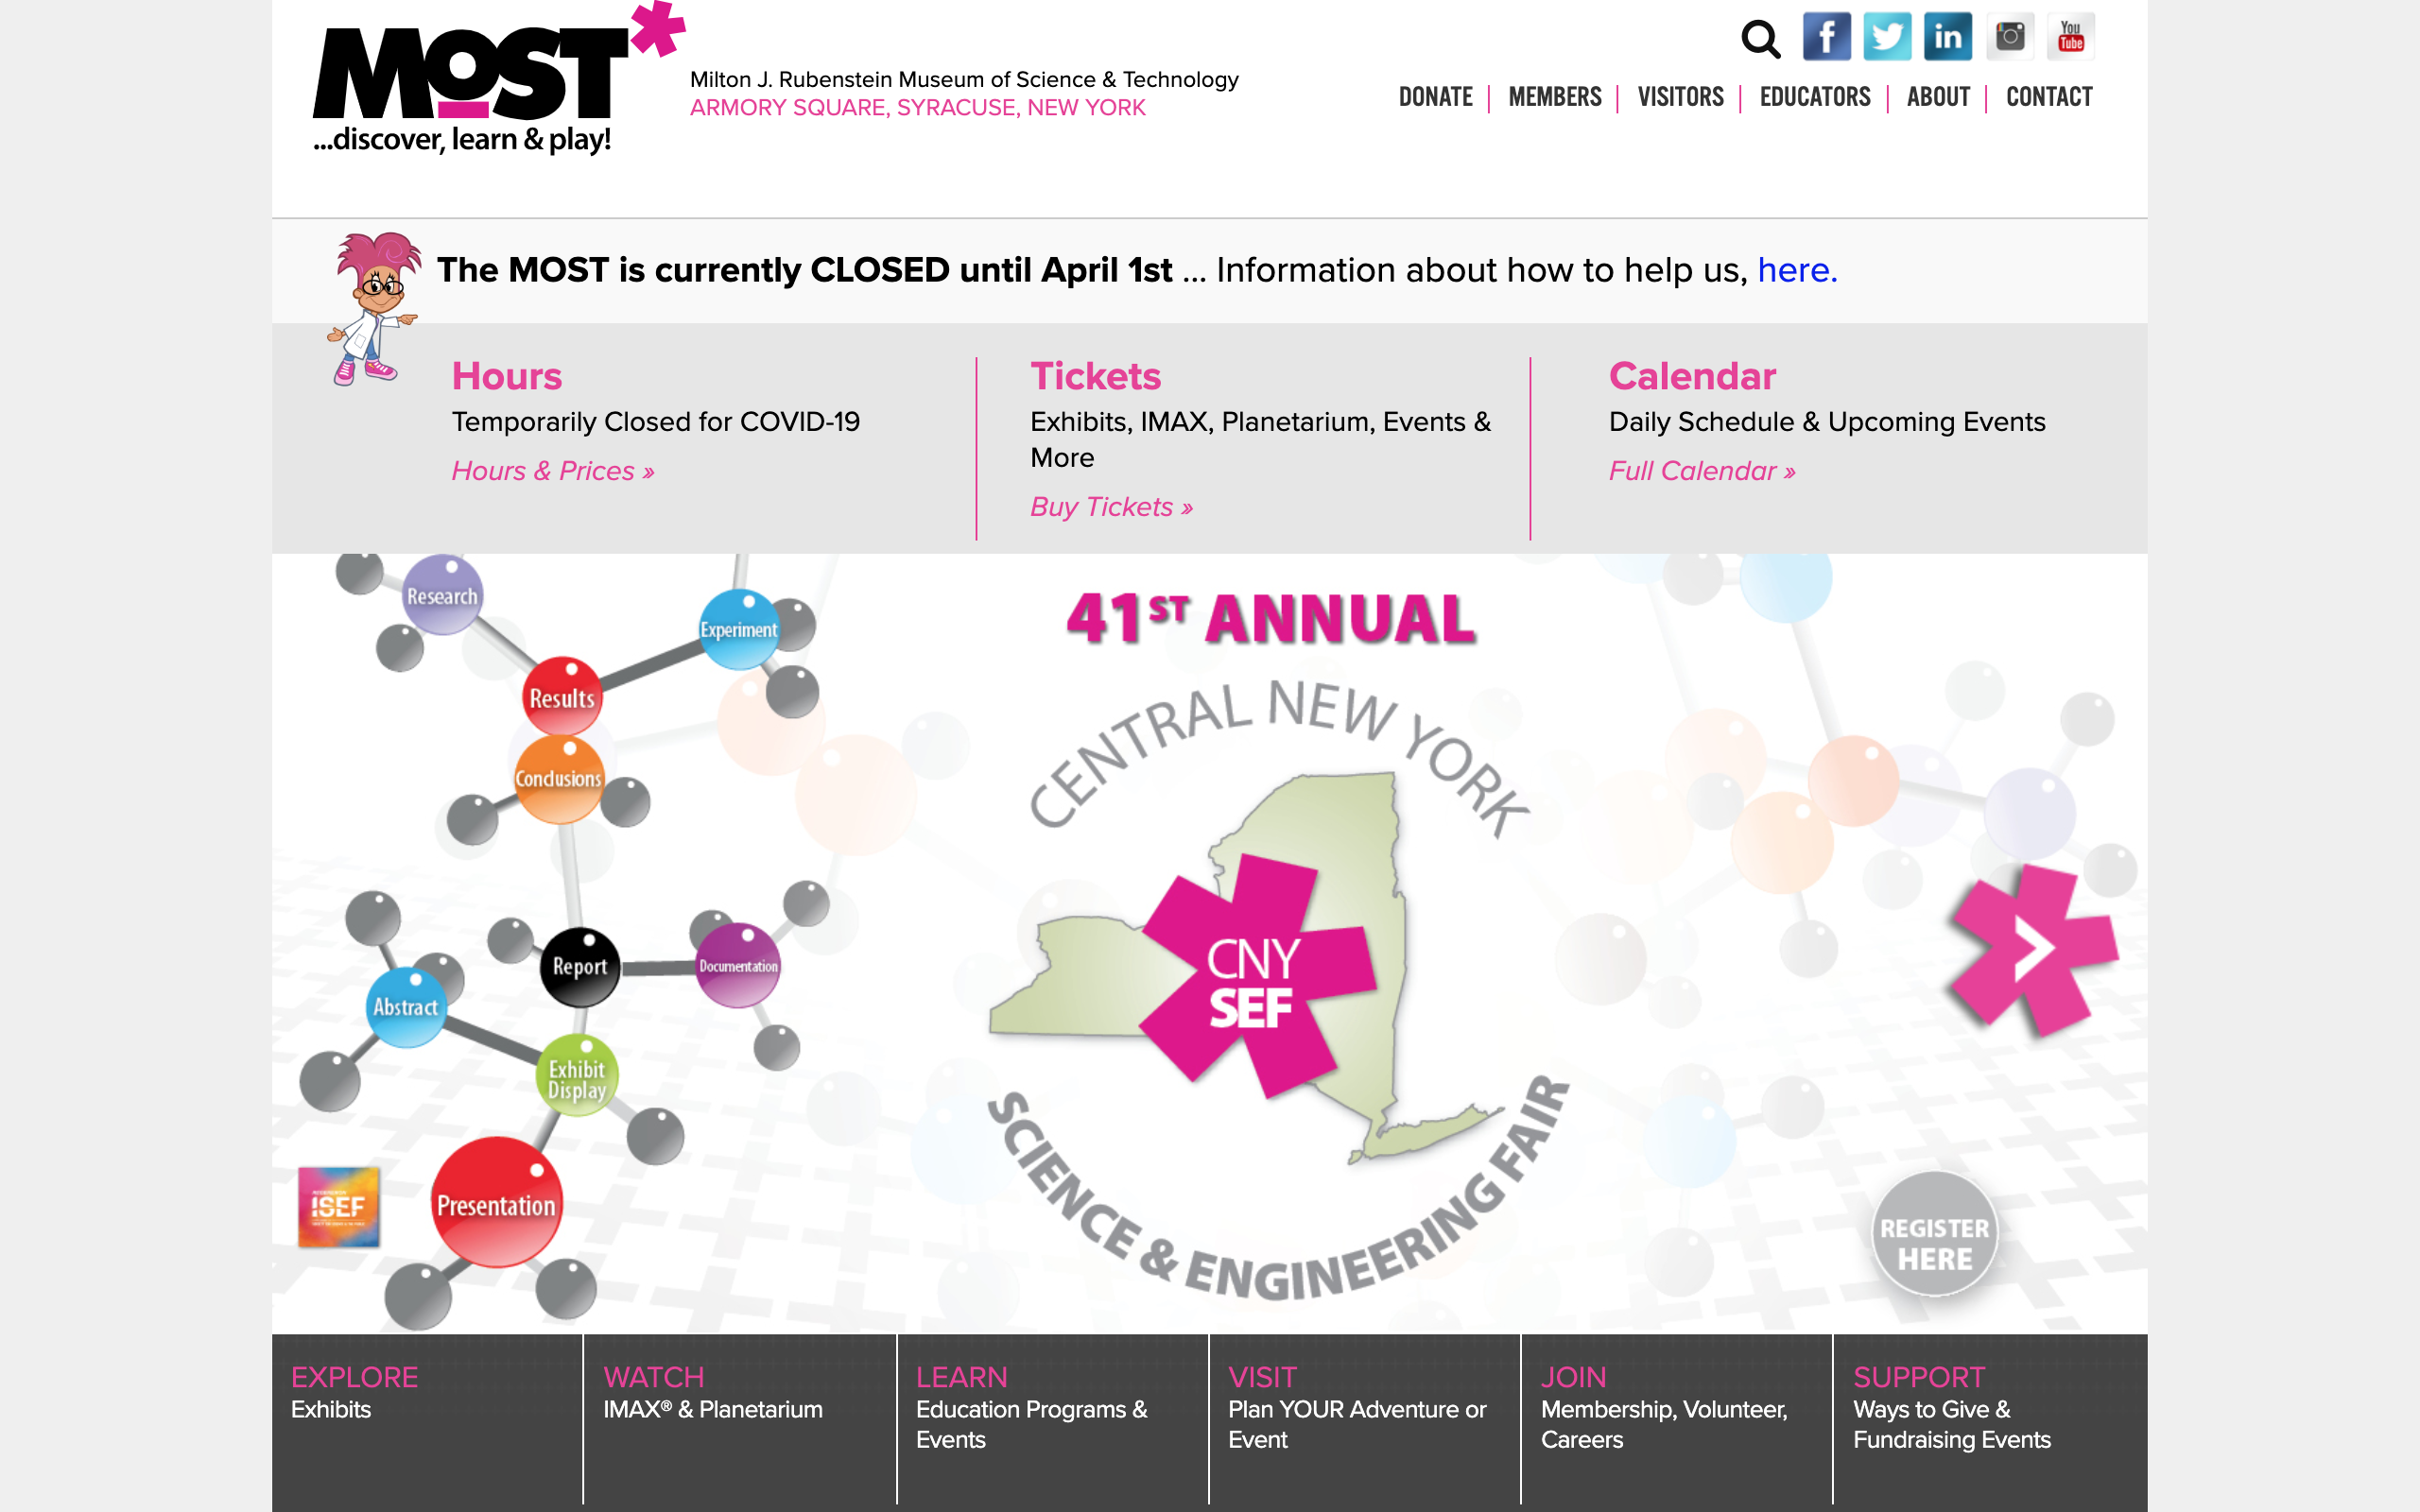 MOST
...discover, learn & play!
Milton J. Rubenstein Museum of Science & Technology
ARMORY SQUARE, SYRACUSE, NEW YORK
You
Tube
DONATE
MEMBERS
VISITORS
EDUCATORS
ABOUT
CONTACT
The MOST is currently CLOSED until April 1st ... Information about how to help us, here.
Hours
Temporarily Closed for COVID-19
Hours & Prices »
Tickets
Exhibits, IMAX, Planetarium, Events &
More
Buy Tickets »
Calendar
Daily Schedule & Upcoming Events
Full Calendar »
Research
Experiment
Results
Conclusions
Report
Documentation
Abstract
Exhibit
Display
Presentation
ISEF
41ST ANNUAL
CENTRAL NEW YORK
CNY
SEF
SCIENCE & ENGINEERING FAIR
REGISTER
HERE
EXPLORE
Exhibits
WATCH
IMAX® & Planetarium
LEARN
Education Programs &
Events
VISIT
Plan YOUR Adventure or
Event
JOIN
Membership, Volunteer,
Careers
SUPPORT
Ways to Give &
Fundraising Events